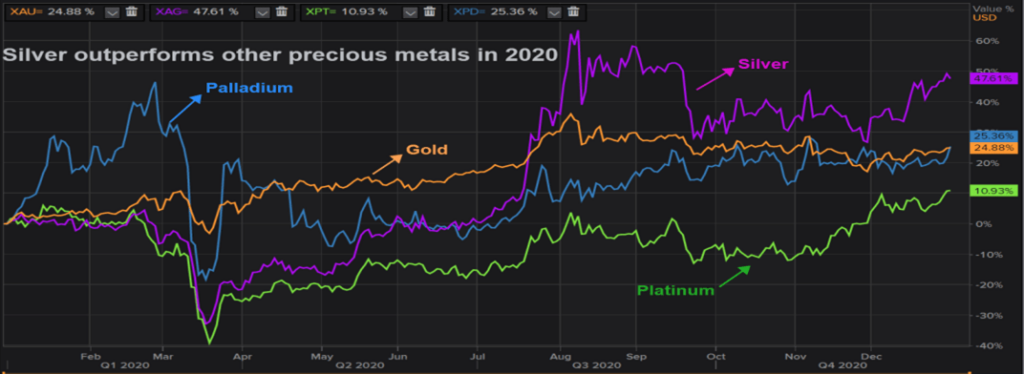 XAU= 24.88 % XAG= 47.61 % XPT= 10.93 % XPD= 25.36 %
Value %
USD
Silver outperforms other precious metals in 2020
60%
Silver
47.61%
Palladium
40%
25.36%
Gold
24.88%
20%
10.93%
0%
-10%
Platinum
-20%
-30%
-40%
Feb Mar Apr May Jun Jul Aug Sep Oct Nov Dec
Q1 2020 Q2 2020 Q3 2020 Q4 2020